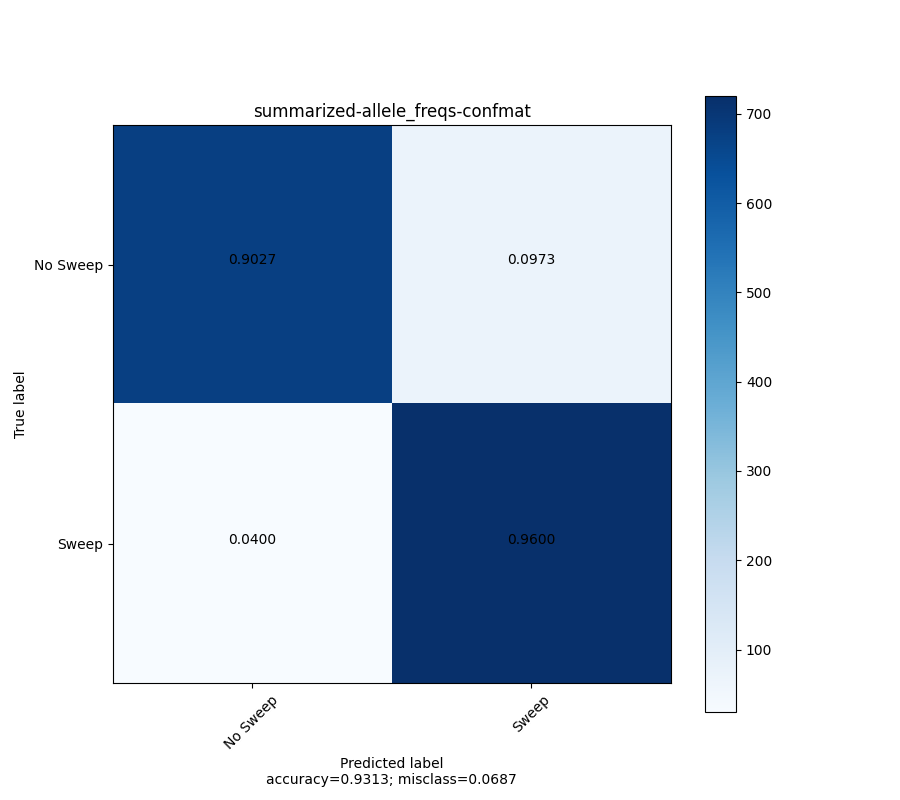 summarized-allele_freqs-confmat
No Sweep
0.9027
0.0973
Sweep
0.0400
0.9600
No Sweep
Sweep
True label
Predicted label
accuracy=0.9313; misclass=0.0687
700
600
500
400
300
200
100